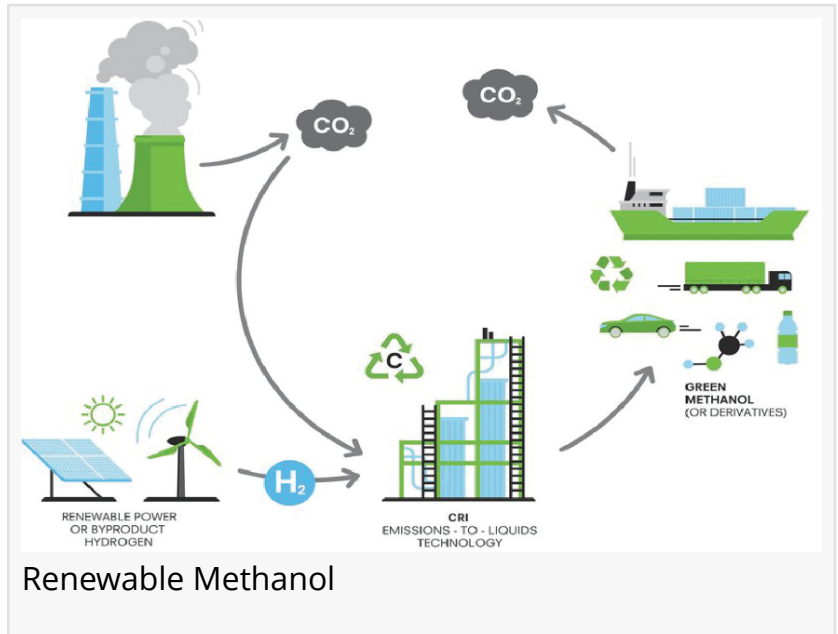 CO₂
CO₂
C
GREEN
METHANOL
(OR DERIVATIVES)
H₂
RENEWABLE POWER
OR BYPRODUCT
HYDROGEN
CRI
EMISSIONS - TO - LIQUIDS
TECHNOLOGY
Renewable Methanol